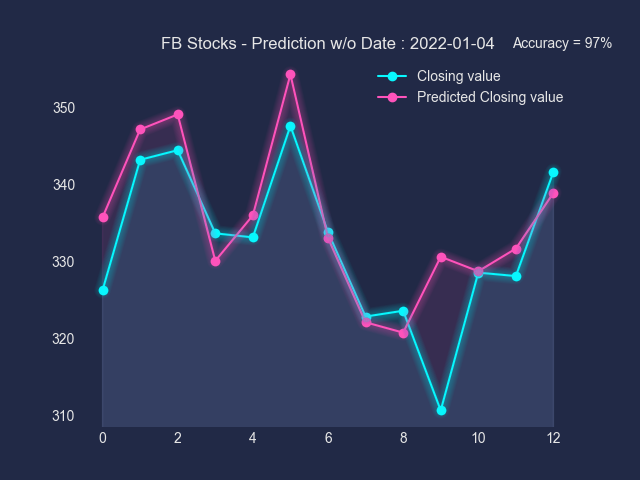 FB Stocks - Prediction w/o Date : 2022-01-04
Accuracy = 97%
Closing value
Predicted Closing value
350
340
330
320
310
0 2 4 6 8 10 12